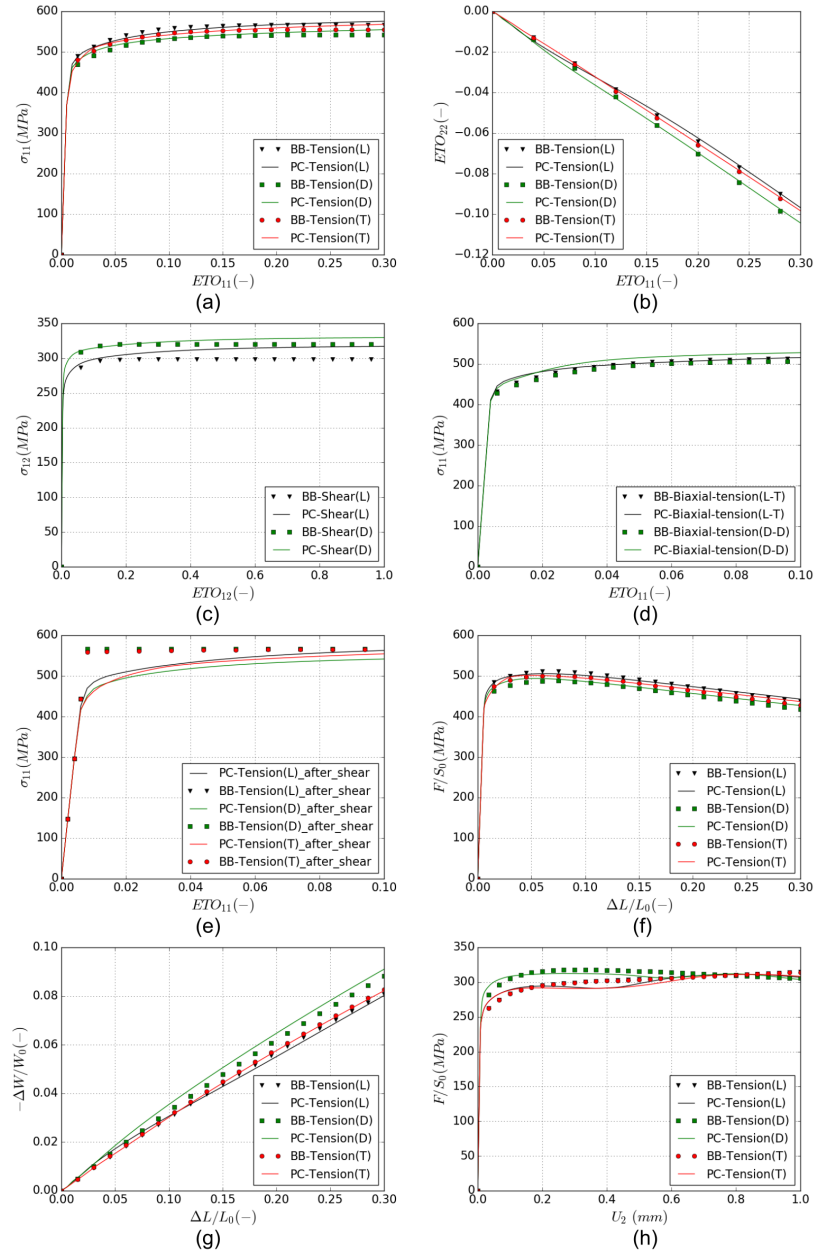 600
500
400
300
200
100
0
σ11(MPa)
BB-Tension(L)
PC-Tension(L)
BB-Tension(D)
PC-Tension(D)
BB-Tension(T)
PC-Tension(T)
0.00 0.05 0.10 0.15 0.20 0.25 0.30
ETO11(−)
(a)
0.00
−0.02
−0.04
−0.06
−0.08
−0.10
−0.12
ETO22(−)
BB-Tension(L)
PC-Tension(L)
BB-Tension(D)
PC-Tension(D)
BB-Tension(T)
PC-Tension(T)
0.00 0.05 0.10 0.15 0.20 0.25 0.30
ETO11(−)
(b)
350
300
250
200
150
100
50
0
σ12(MPa)
BB-Shear(L)
PC-Shear(L)
BB-Shear(D)
PC-Shear(D)
0.0 0.2 0.4 0.6 0.8 1.0
ETO12(−)
(c)
600
500
400
300
200
100
0
σ11(MPa)
BB-Biaxial-tension(L-T)
PC-Biaxial-tension(L-T)
BB-Biaxial-tension(D-D)
PC-Biaxial-tension(D-D)
0.00 0.02 0.04 0.06 0.08 0.10
ETO11(−)
(d)
600
500
400
300
200
100
0
σ11(MPa)
PC-Tension(L)_after_shear
BB-Tension(L)_after_shear
PC-Tension(D)_after_shear
BB-Tension(D)_after_shear
PC-Tension(T)_after_shear
BB-Tension(T)_after_shear
0.00 0.02 0.04 0.06 0.08 0.10
ETO11(−)
(e)
600
500
400
300
200
100
0
F/S0(MPa)
BB-Tension(L)
PC-Tension(L)
BB-Tension(D)
PC-Tension(D)
BB-Tension(T)
PC-Tension(T)
0.00 0.05 0.10 0.15 0.20 0.25 0.30
ΔL/L0(−)
(f)
0.10
0.08
0.06
0.04
0.02
0.00
−ΔW/W0(−)
BB-Tension(L)
PC-Tension(L)
BB-Tension(D)
PC-Tension(D)
BB-Tension(T)
PC-Tension(T)
0.00 0.05 0.10 0.15 0.20 0.25 0.30
ΔL/L0(−)
(g)
350
300
250
200
150
100
50
0
F/S0(MPa)
BB-Tension(L)
PC-Tension(L)
BB-Tension(D)
PC-Tension(D)
BB-Tension(T)
PC-Tension(T)
0.0 0.2 0.4 0.6 0.8 1.0
U2 (mm)
(h)